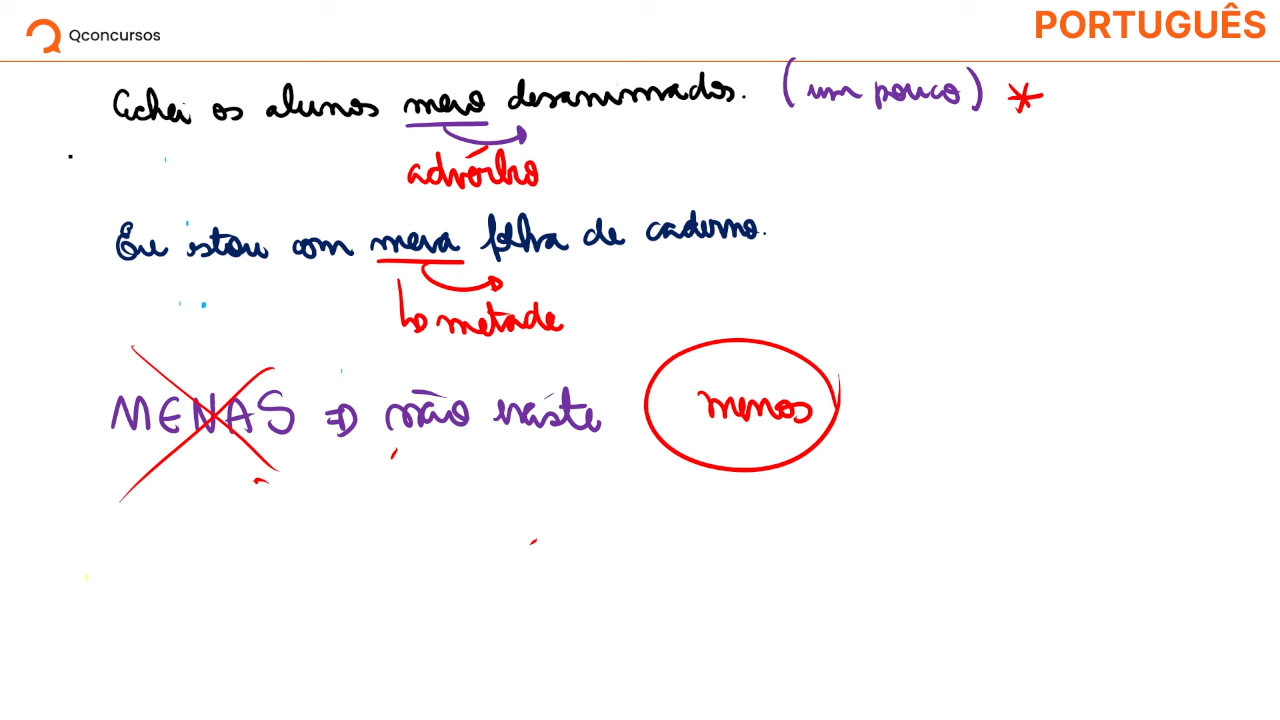 Qconcursos
PORTUGUÊS
Achei os alunos meio desanimados. (um pouco) *
advérbio
Eu estou com meia folha de caderno.
↳ metade
MENAS ⇒ não existe menos